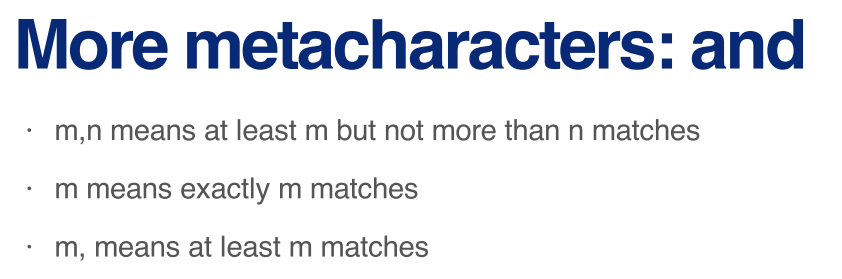 More metacharacters: and
· m,n means at least m but not more than n matches
· m means exactly m matches
· m, means at least m matches